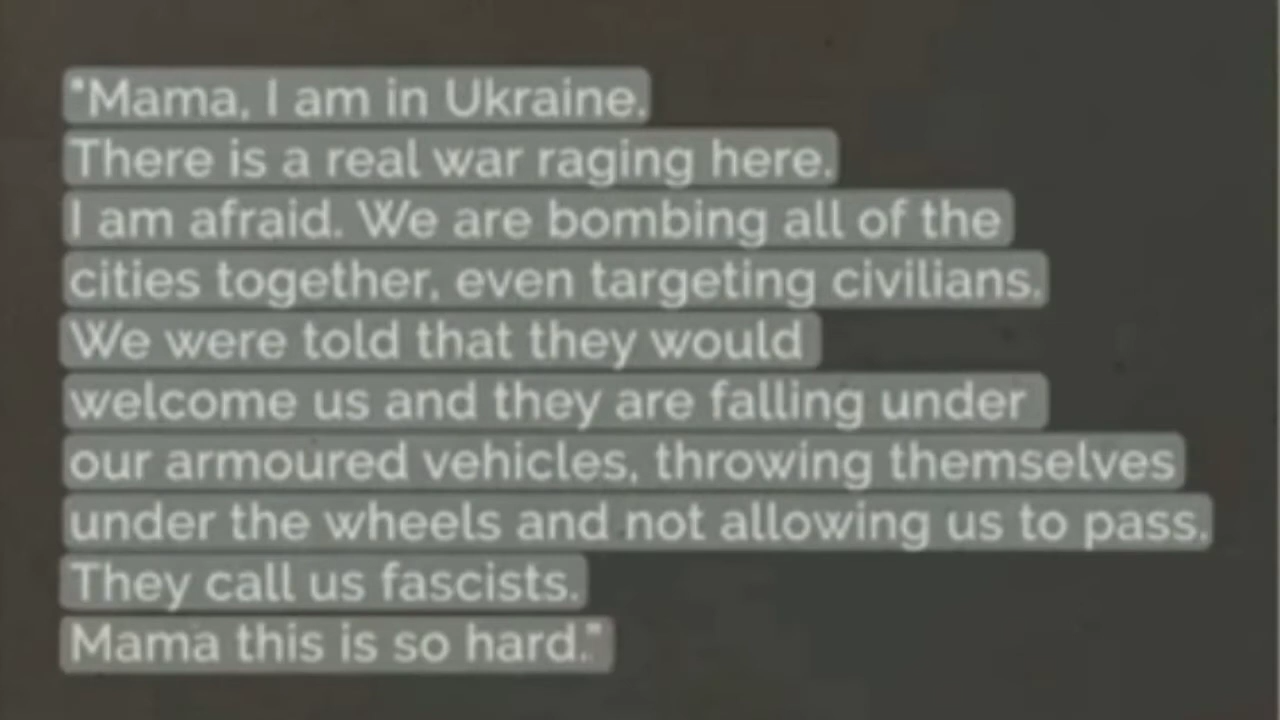 "Mama, I am in Ukraine.
There is a real war raging here.
I am afraid. We are bombing all of the
cities together, even targeting civilians.
We were told that they would
welcome us and they are falling under
our armoured vehicles, throwing themselves
under the wheels and not allowing us to pass.
They call us fascists.
Mama this is so hard."